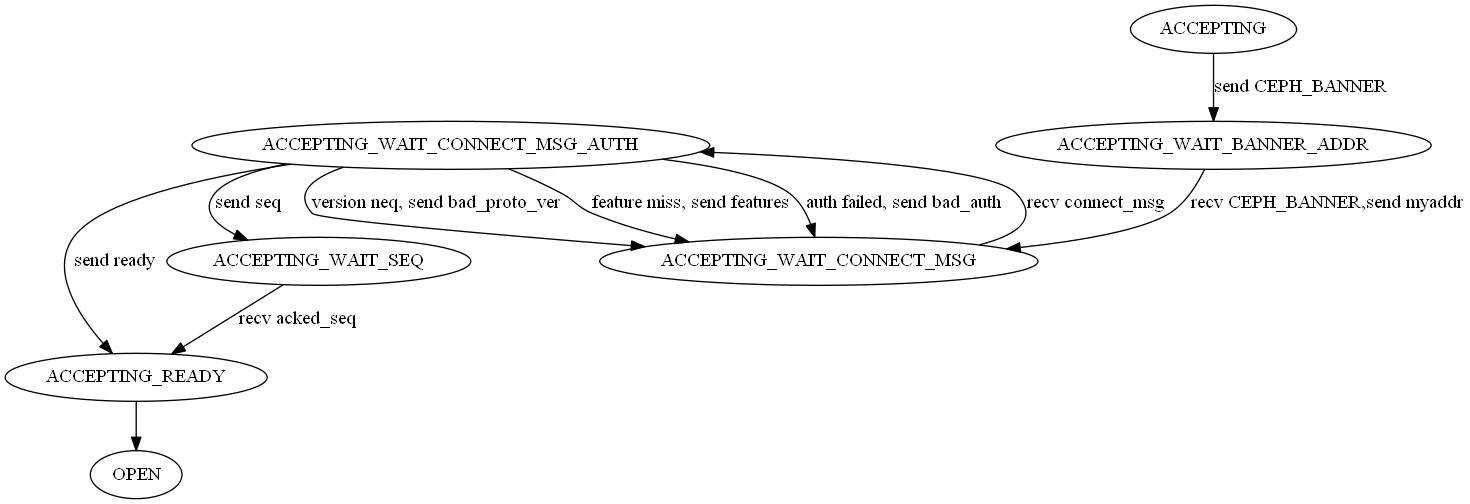 ACCEPTING
send CEPH_BANNER
ACCEPTING_WAIT_CONNECT_MSG_AUTH
ACCEPTING_WAIT_BANNER_ADDR
send seq
version neq, send bad_proto_ver
feature miss, send features
auth failed, send bad_auth
recv connect_msg
recv CEPH_BANNER,send myaddr
send ready
ACCEPTING_WAIT_SEQ
ACCEPTING_WAIT_CONNECT_MSG
recv acked_seq
ACCEPTING_READY
OPEN